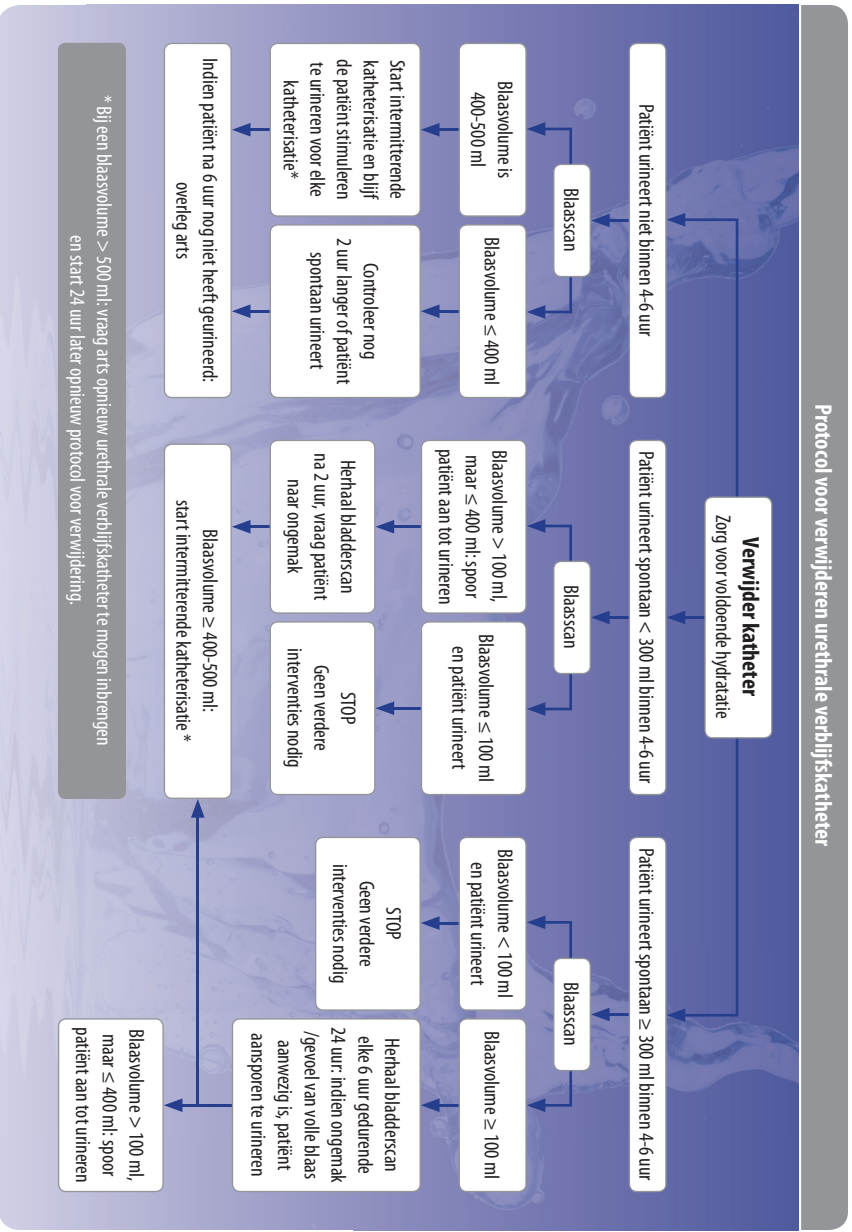 Protocol voor verwijderen urethrale verblijfskatheter
Verwijder katheter
Zorg voor voldoende hydratatie
Patiënt urineert niet binnen 4-6 uur
Blaasscan
Blaasvolume is
400-500 ml
Blaasvolume ≤ 400 ml
Start intermitterende
katheterisatie en blijf
de patiënt stimuleren
te urineren voor elke
katheterisatie*
Controleer nog
2 uur langer of patiënt
spontaan urineert
Indien patiënt na 6 uur nog niet heeft geurineerd:
overleg arts
Patiënt urineert spontaan < 300 ml binnen 4-6 uur
Blaasscan
Blaasvolume > 100 ml,
maar ≤ 400 ml: spoor
patiënt aan tot urineren
Blaasvolume ≤ 100 ml
en patiënt urineert
Herhaal bladderscan
na 2 uur, vraag patiënt
naar ongemak
STOP
Geen verdere
interventies nodig
Blaasvolume ≥ 400-500 ml:
start intermitterende katheterisatie *
Patiënt urineert spontaan ≥ 300 ml binnen 4-6 uur
Blaasscan
Blaasvolume < 100 ml
en patiënt urineert
Blaasvolume ≥ 100 ml
STOP
Geen verdere
interventies nodig
Herhaal bladderscan
elke 6 uur gedurende
24 uur: indien ongemak
/gevoel van volle blaas
aanwezig is, patiënt
aansporen te urineren
Blaasvolume > 100 ml,
maar ≤ 400 ml: spoor
patiënt aan tot urineren
* Bij een blaasvolume > 500 ml: vraag arts opnieuw urethrale verblijfskatheter te mogen inbrengen
en start 24 uur later opnieuw protocol voor verwijdering.